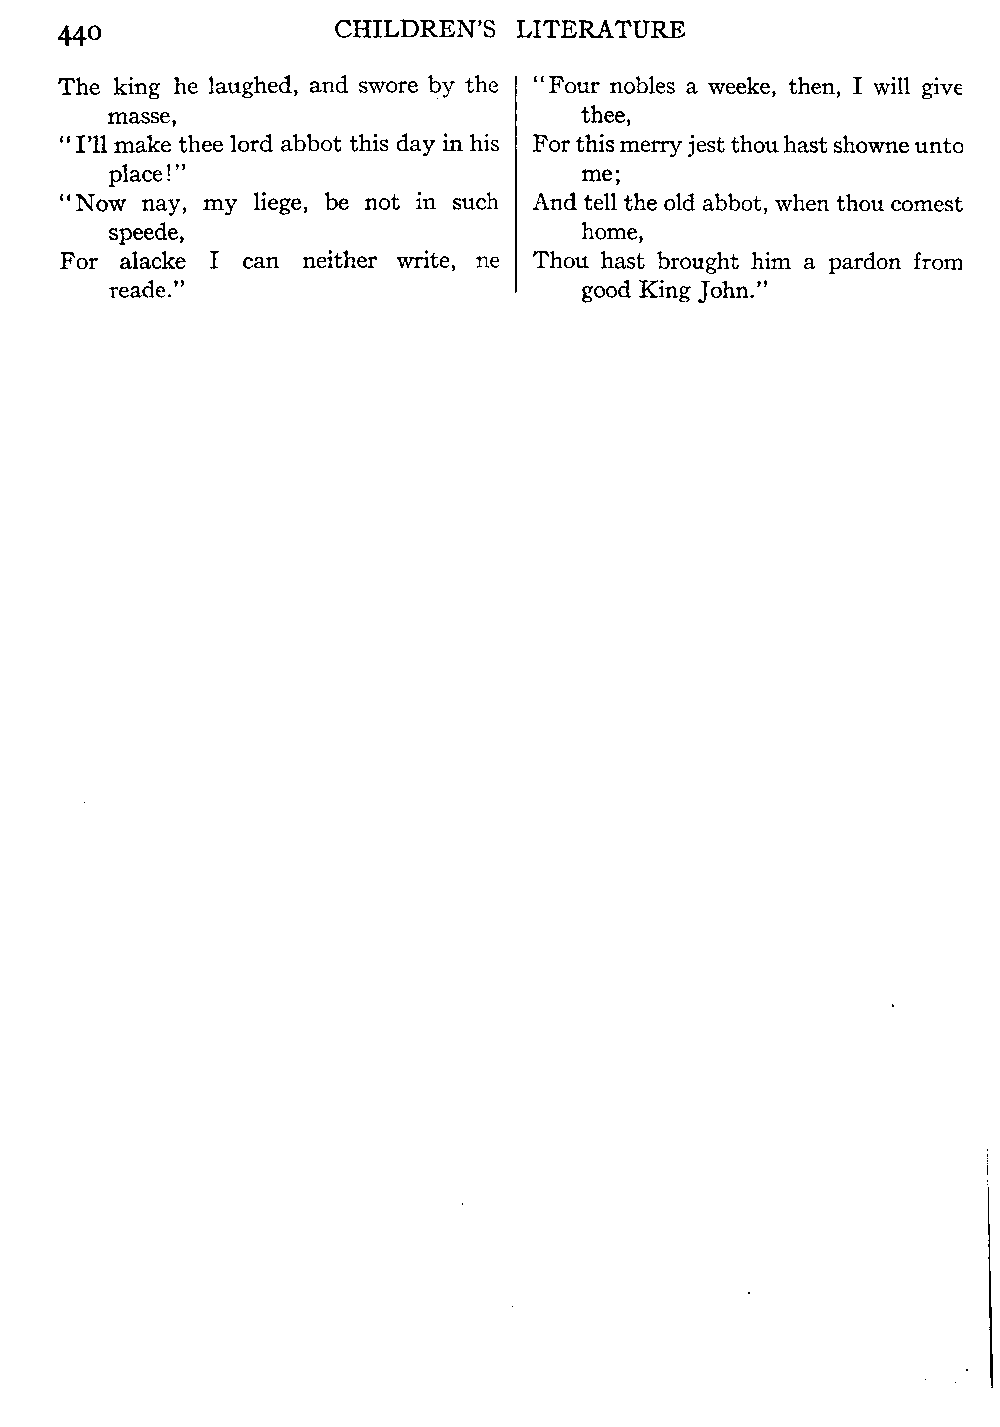 440
CHILDREN'S LITERATURE
The king he laughed, and swore by the
masse,
"I'll make thee lord abbot this day in his
place!"
"Now nay, my liege, be not in such
speede,
For alacke I can neither write, ne
reade."
"Four nobles a weeke, then, I will give
thee,
For this merry jest thou hast showne unto
me;
And tell the old abbot, when thou comest
home,
Thou hast brought him a pardon from
good King John."